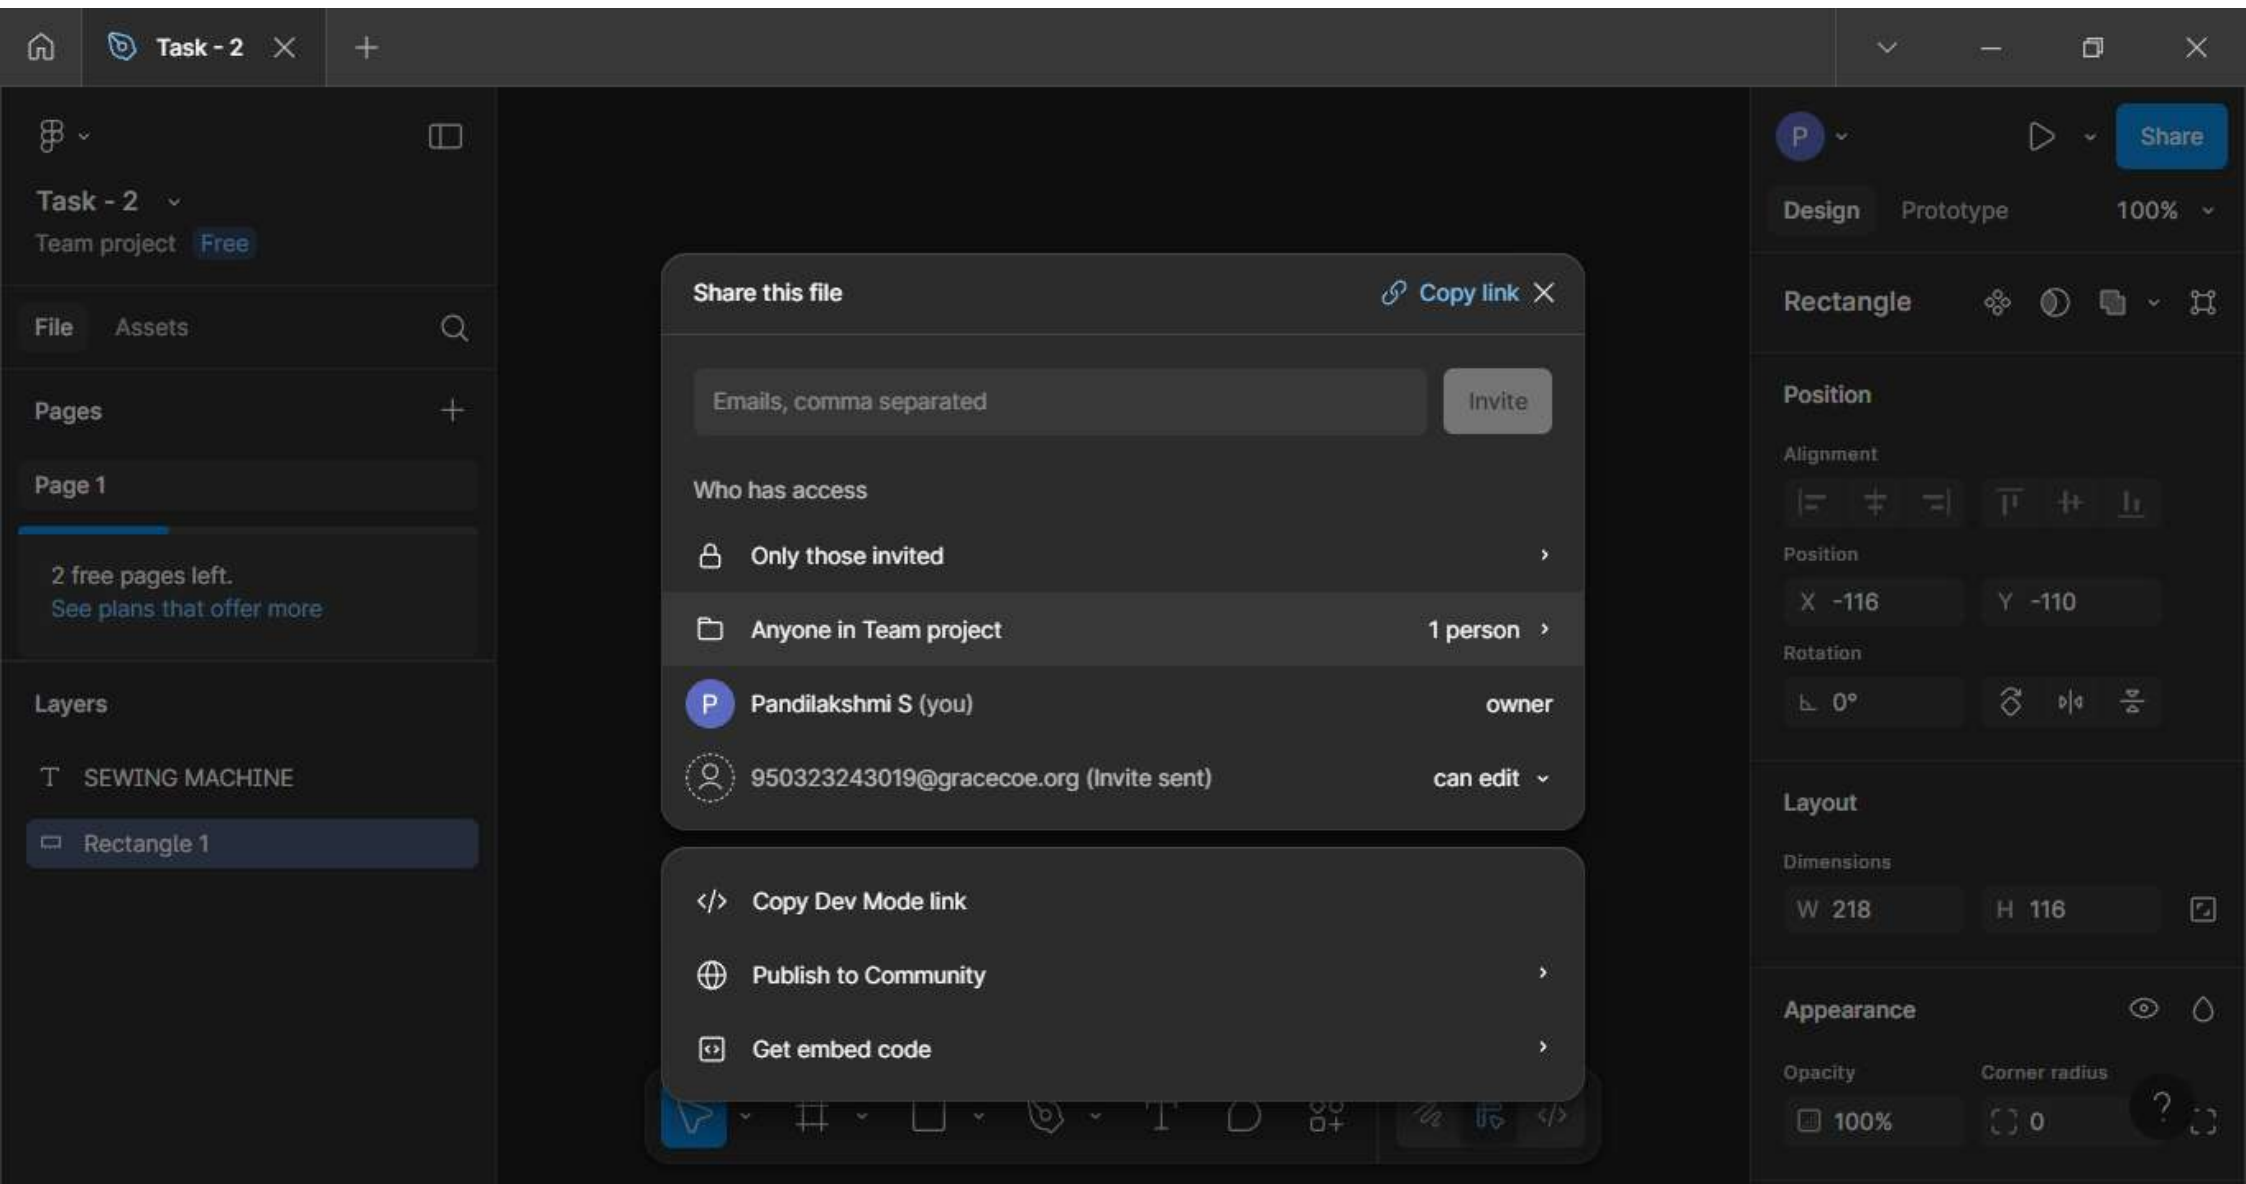 Task - 2
Task - 2
Team project Free
File Assets
Pages
Page 1
2 free pages left.
See plans that offer more
Layers
T SEWING MACHINE
Rectangle 1
Share this file
Copy link
Emails, comma separated
Invite
Who has access
Only those invited
Anyone in Team project 1 person
P Pandilakshmi S (you) owner
950323243019@gracecoe.org (Invite sent) can edit
</> Copy Dev Mode link
Publish to Community
Get embed code
P
Share
Design Prototype 100%
Rectangle
Position
Alignment
Position
X -116 Y -110
Rotation
0°
Layout
Dimensions
W 218 H 116
Appearance
Opacity Corner radius
100% 0
?